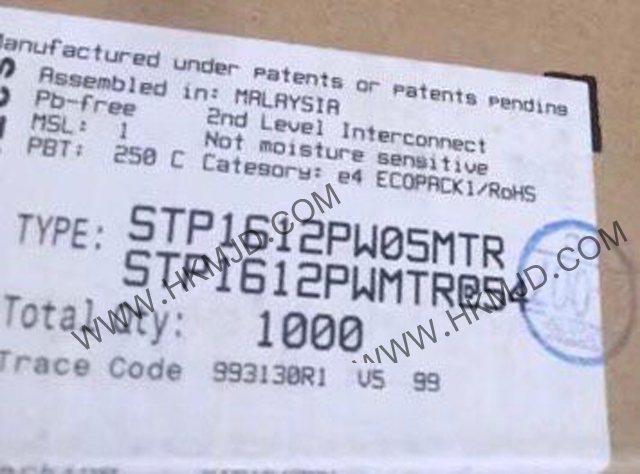 Manufactured under patents or patents pending
Assembled in: MALAYSIA
Pb-free 2nd Level Interconnect
MSL: 1 Not moisture sensitive
PBT: 250 C Category: e4 ECOPACK1/RoHS
TYPE: STP1612PW05MTR
STP1612PWMTR@54
Total Qty: 1000
Trace Code 993130R1 V5 99
WWW.HKMJD.COM
WWW.HKMJD.COM